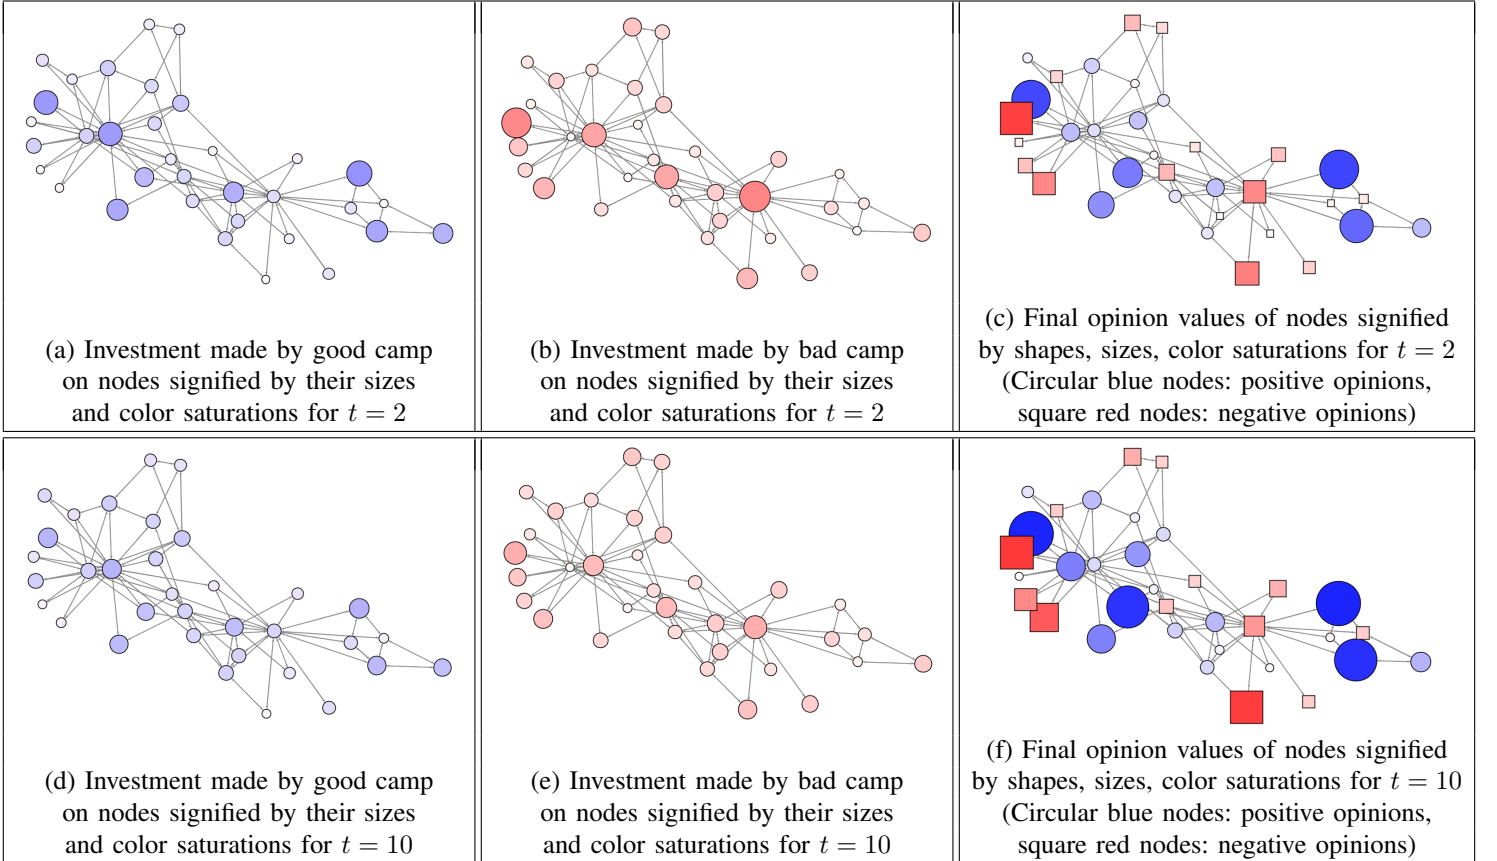 (a) Investment made by good camp
on nodes signified by their sizes
and color saturations for t = 2
(b) Investment made by bad camp
on nodes signified by their sizes
and color saturations for t = 2
(c) Final opinion values of nodes signified
by shapes, sizes, color saturations for t = 2
(Circular blue nodes: positive opinions,
square red nodes: negative opinions)
(d) Investment made by good camp
on nodes signified by their sizes
and color saturations for t = 10
(e) Investment made by bad camp
on nodes signified by their sizes
and color saturations for t = 10
(f) Final opinion values of nodes signified
by shapes, sizes, color saturations for t = 10
(Circular blue nodes: positive opinions,
square red nodes: negative opinions)